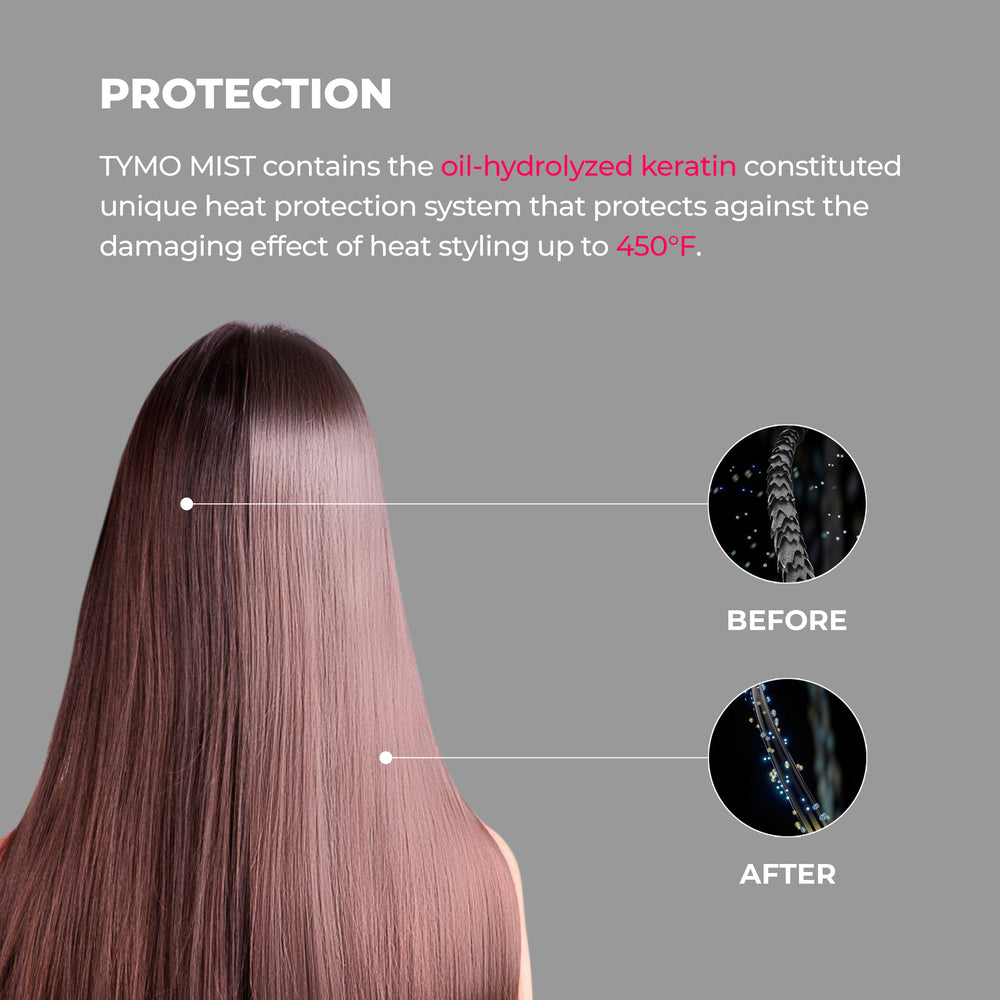 PROTECTION
TYMO MIST contains the oil-hydrolyzed keratin constituted
unique heat protection system that protects against the
damaging effect of heat styling up to 450°F.
BEFORE
AFTER